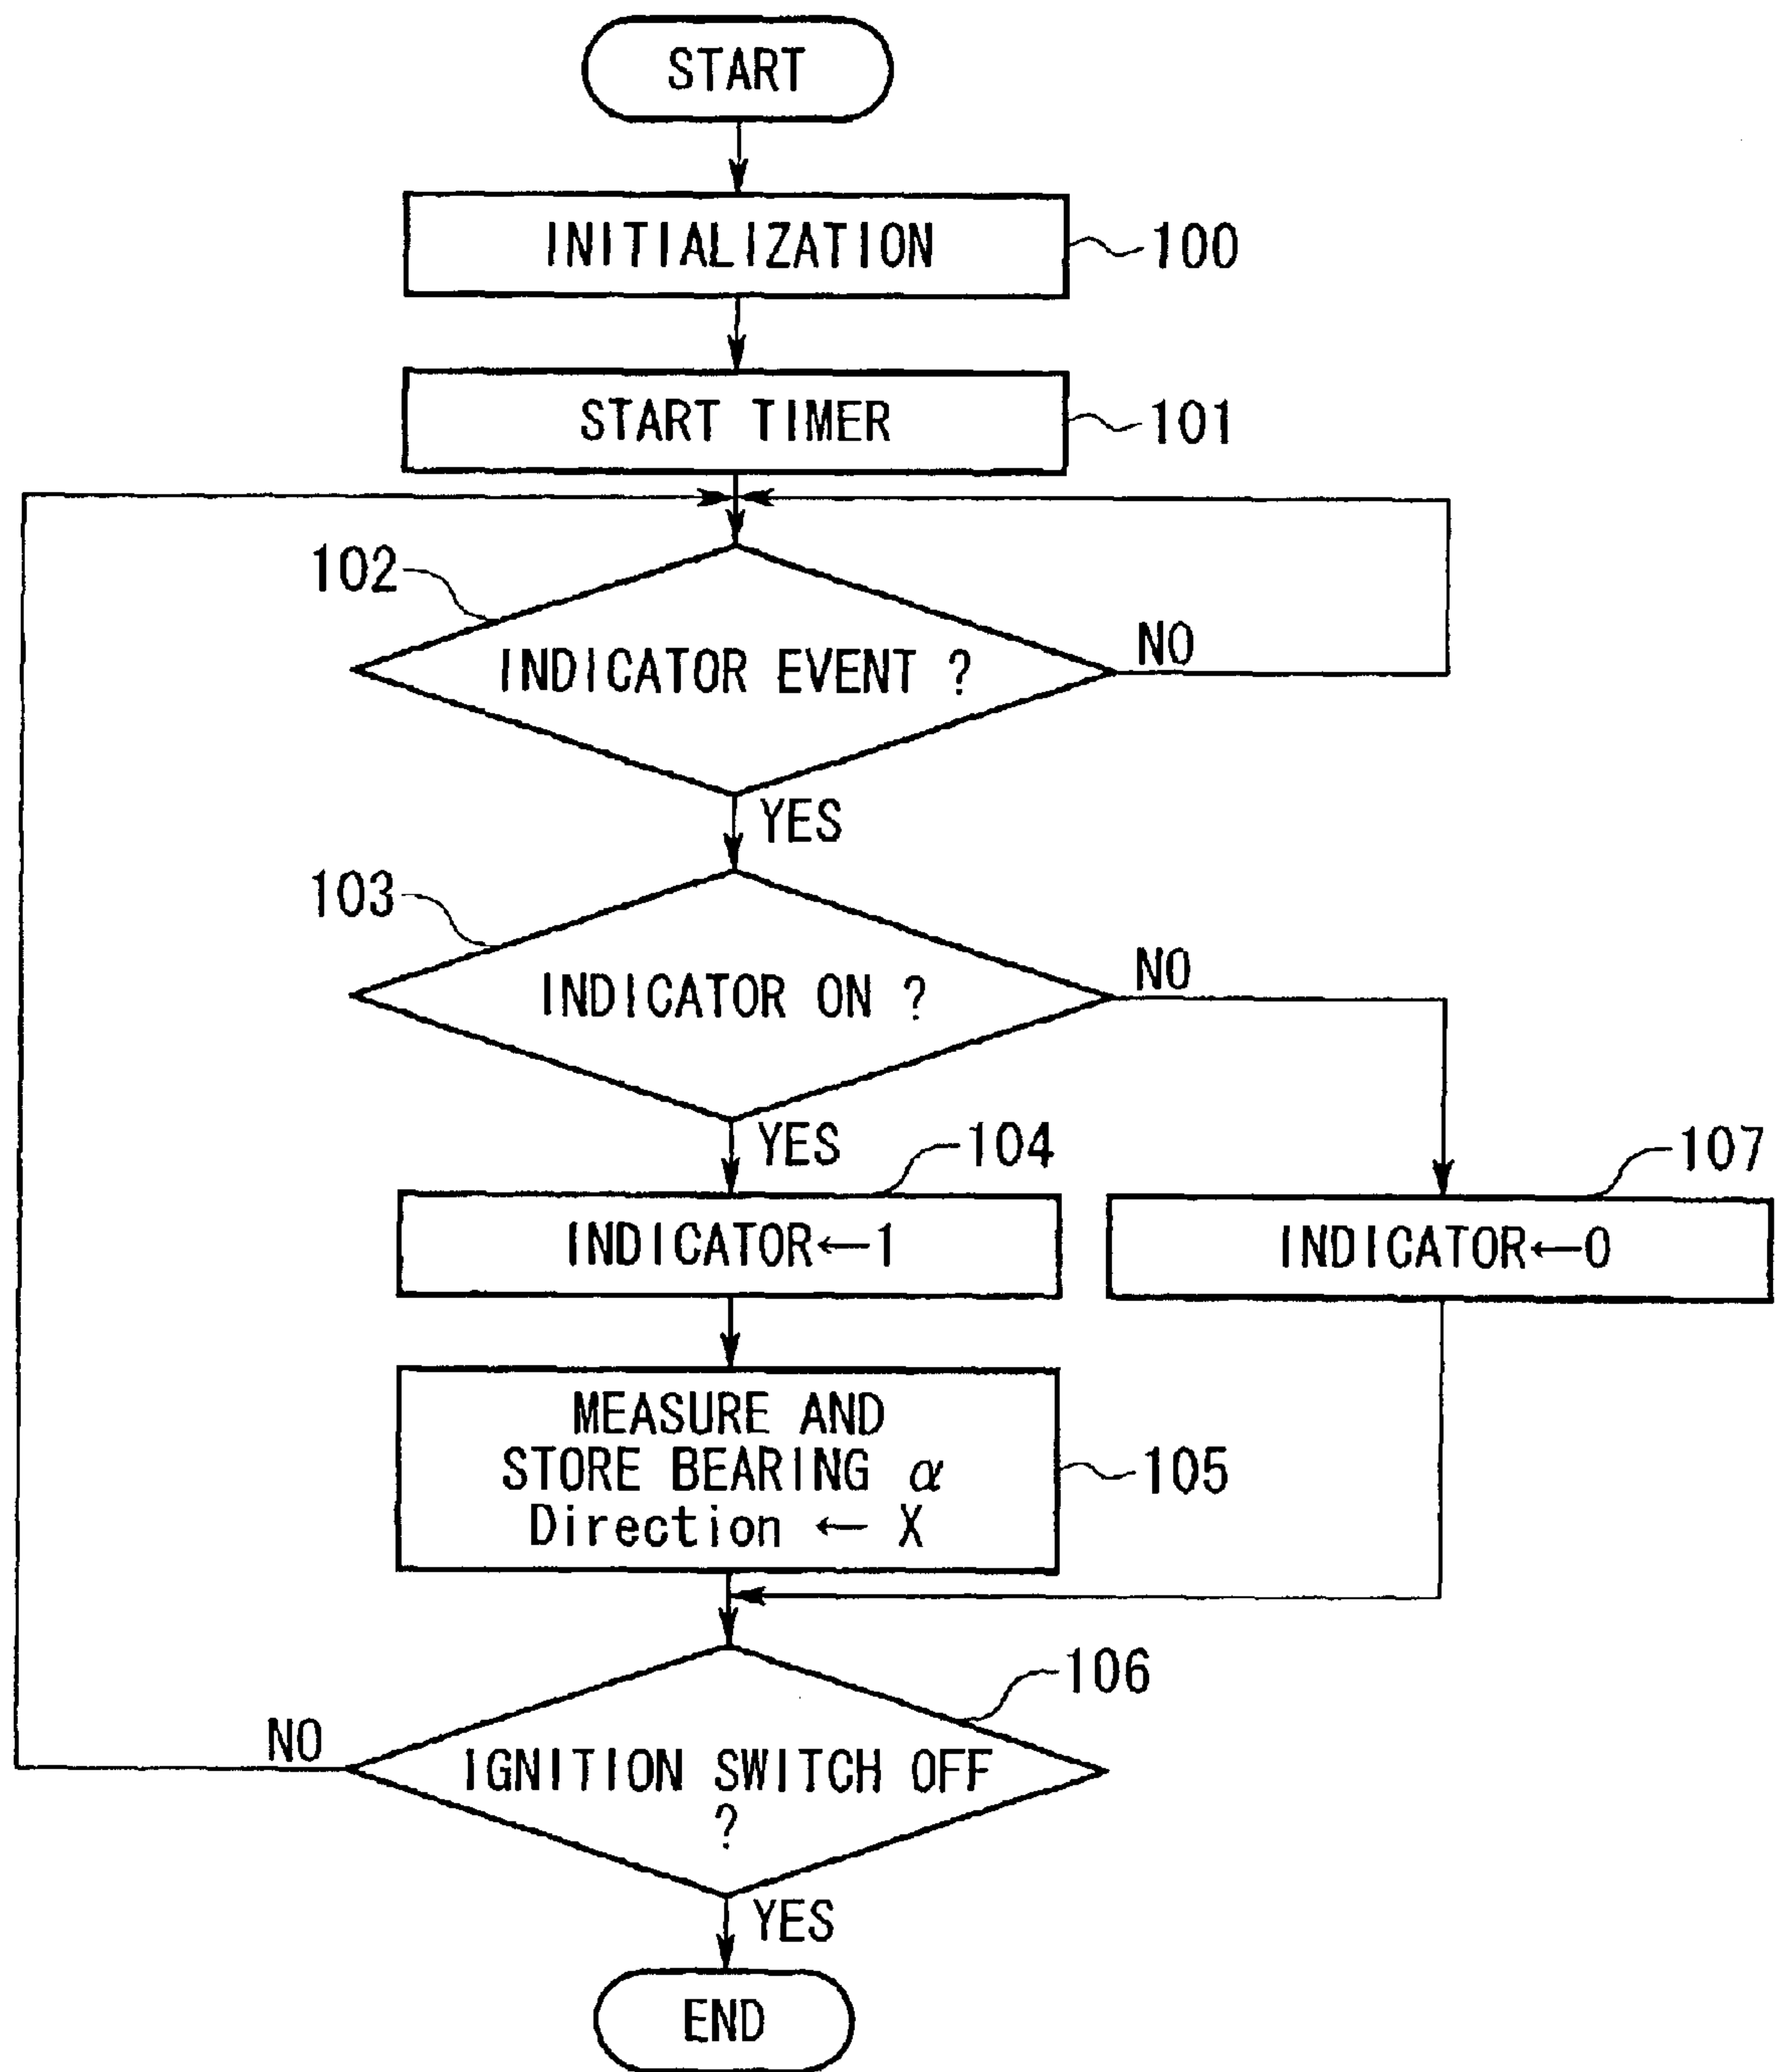 START
INITIALIZATION
100
START TIMER
101
102
INDICATOR EVENT ?
NO
YES
103
INDICATOR ON ?
NO
YES
104
INDICATOR←1
107
INDICATOR←0
MEASURE AND
STORE BEARING α
Direction ← X
105
106
NO
IGNITION SWITCH OFF
?
YES
END